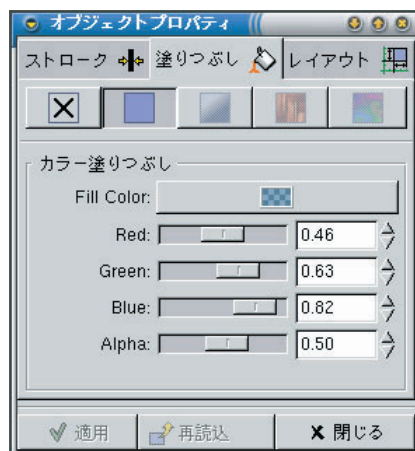 オブジェクトプロパティ
ストローク 塗りつぶし レイアウト
カラー塗りつぶし
Fill Color:
Red: 0.46
Green: 0.63
Blue: 0.82
Alpha: 0.50
適用 再読込 閉じる